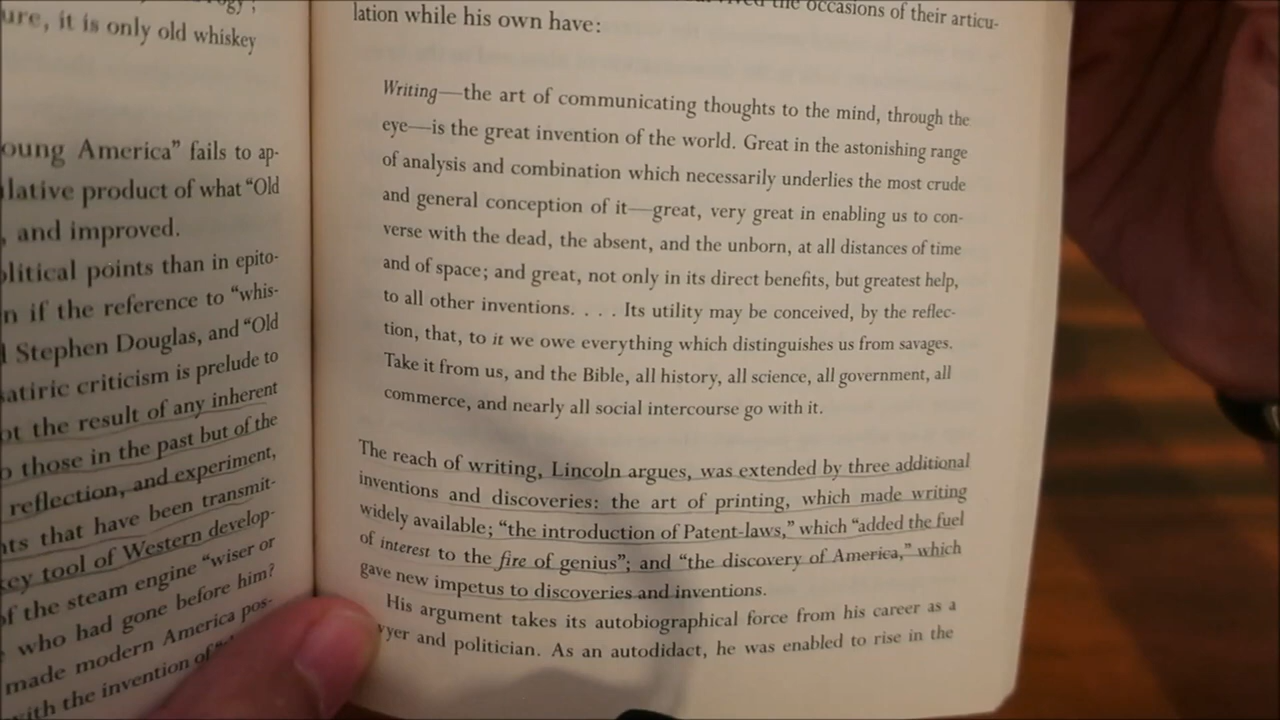 ure, it is only old whiskey
oung America” fails to ap-
lative product of what “Old
, and improved.
olitical points than in epito-
n if the reference to “whis-
l Stephen Douglas, and “Old
satiric criticism is prelude to
ot the result of any inherent
o those in the past but of the
reflection, and experiment,
nts that have been transmit-
key tool of Western develop-
of the steam engine “wiser or
who had gone before him?
made modern America pos-
with the invention of
the occasions of their articu-
lation while his own have:
Writing—the art of communicating thoughts to the mind, through the
eye—is the great invention of the world. Great in the astonishing range
of analysis and combination which necessarily underlies the most crude
and general conception of it—great, very great in enabling us to con-
verse with the dead, the absent, and the unborn, at all distances of time
and of space; and great, not only in its direct benefits, but greatest help,
to all other inventions. . . . Its utility may be conceived, by the reflec-
tion, that, to it we owe everything which distinguishes us from savages.
Take it from us, and the Bible, all history, all science, all government, all
commerce, and nearly all social intercourse go with it.
The reach of writing, Lincoln argues, was extended by three additional
inventions and discoveries: the art of printing, which made writing
widely available; “the introduction of Patent-laws,” which “added the fuel
of interest to the fire of genius”; and “the discovery of America,” which
gave new impetus to discoveries and inventions.
His argument takes its autobiographical force from his career as a
wyer and politician. As an autodidact, he was enabled to rise in the